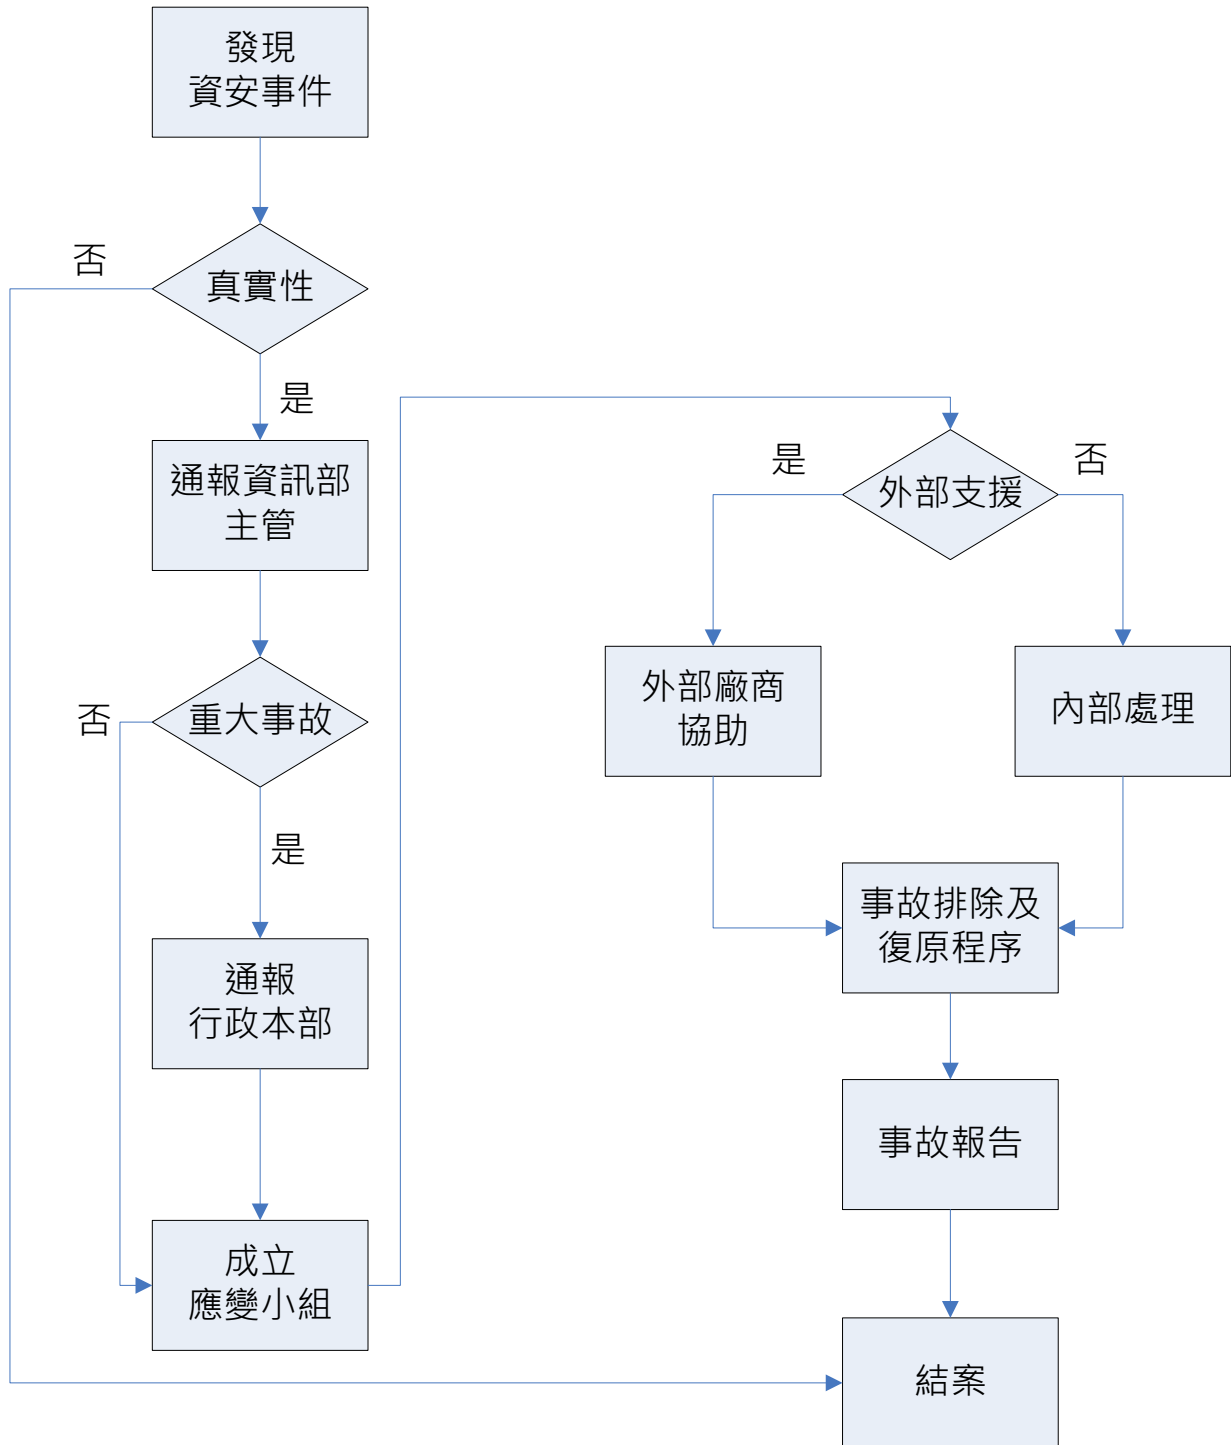 發現
資安事件
否
真實性
是
通報資訊部
主管
否
重大事故
是
通報
行政本部
成立
應變小組
是
外部支援
否
外部廠商
協助
內部處理
事故排除及
復原程序
事故報告
結案